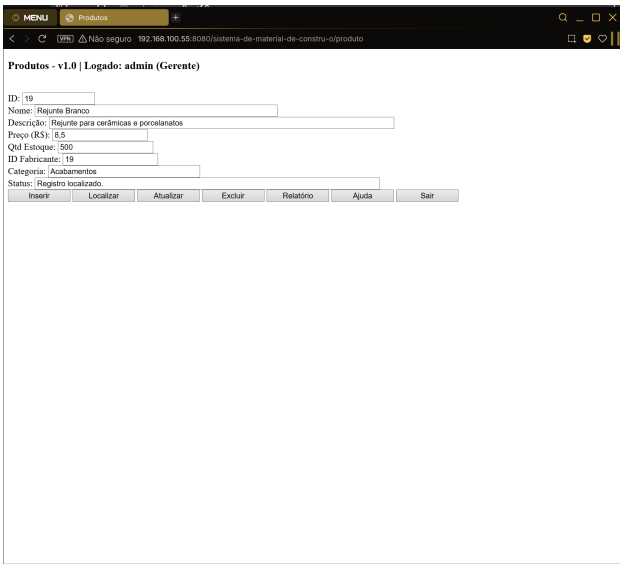 MENU
Produtos
VPN Não seguro 192.168.100.55:8080/sistema-de-material-de-constru-o/produto
Produtos - v1.0 | Logado: admin (Gerente)
ID: 19
Nome: Rejunte Branco
Descrição: Rejunte para cerâmicas e porcelanatos
Preço (R$): 8,5
Qtd Estoque: 500
ID Fabricante: 19
Categoria: Acabamentos
Status: Registro localizado.
Inserir Localizar Atualizar Excluir Relatório Ajuda Sair